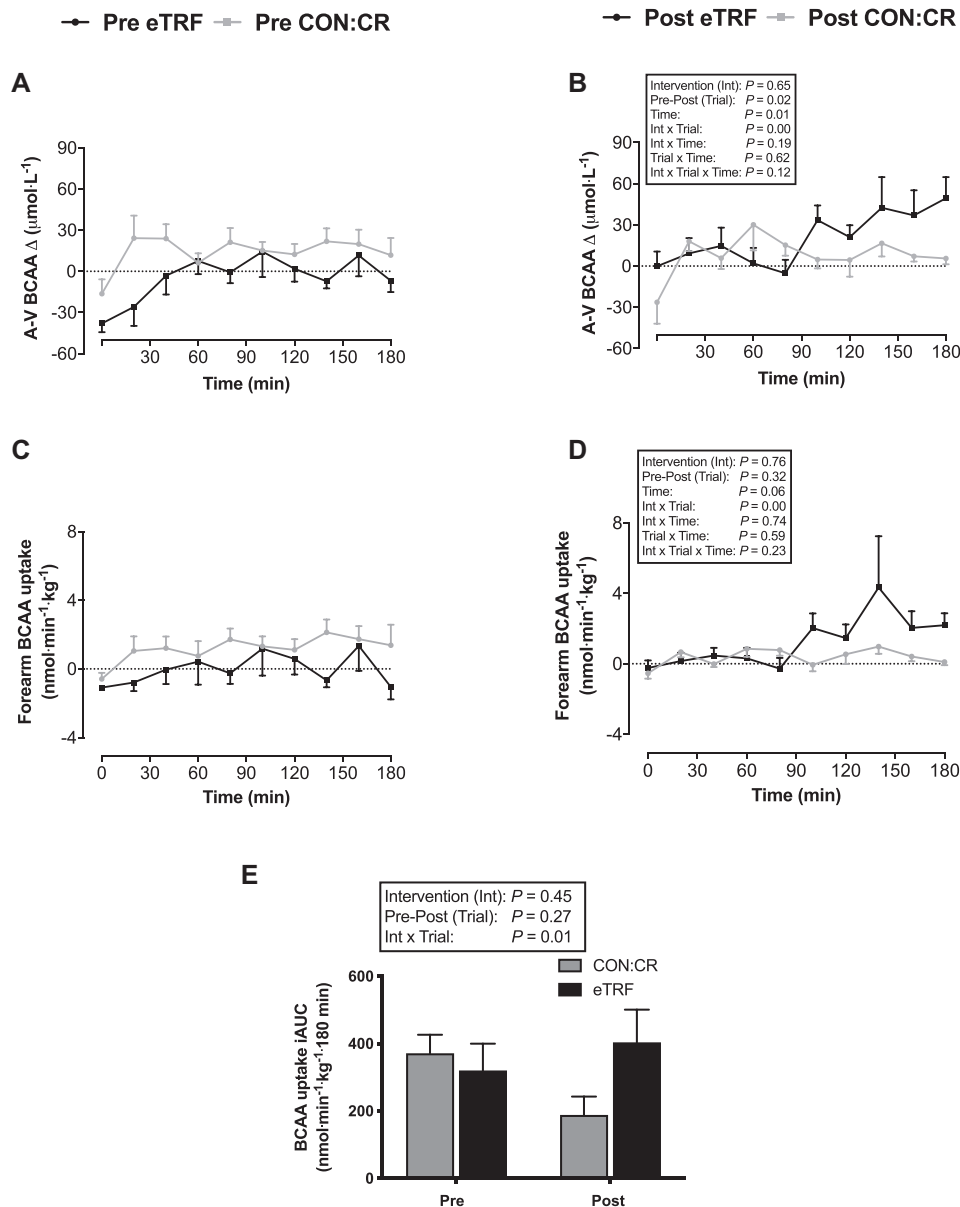 Pre eTRF Pre CON:CR
Post eTRF Post CON:CR
A
A-V BCAA Δ (μmol·L⁻¹)
90
60
30
0
-30
-60
30 60 90 120 150 180
Time (min)
B
Intervention (Int): P = 0.65
Pre-Post (Trial): P = 0.02
Time: P = 0.01
Int x Trial: P = 0.00
Int x Time: P = 0.19
Trial x Time: P = 0.62
Int x Trial x Time: P = 0.12
A-V BCAA Δ (μmol·L⁻¹)
90
60
30
0
-30
-60
30 60 90 120 150 180
Time (min)
C
Forearm BCAA uptake
(nmol·min⁻¹·kg⁻¹)
8
4
0
-4
0 30 60 90 120 150 180
Time (min)
D
Intervention (Int): P = 0.76
Pre-Post (Trial): P = 0.32
Time: P = 0.06
Int x Trial: P = 0.00
Int x Time: P = 0.74
Trial x Time: P = 0.59
Int x Trial x Time: P = 0.23
Forearm BCAA uptake
(nmol·min⁻¹·kg⁻¹)
8
4
0
-4
0 30 60 90 120 150 180
Time (min)
E
Intervention (Int): P = 0.45
Pre-Post (Trial): P = 0.27
Int x Trial: P = 0.01
CON:CR
eTRF
BCAA uptake iAUC
(nmol·min⁻¹·kg⁻¹·180 min)
600
400
200
0
Pre Post